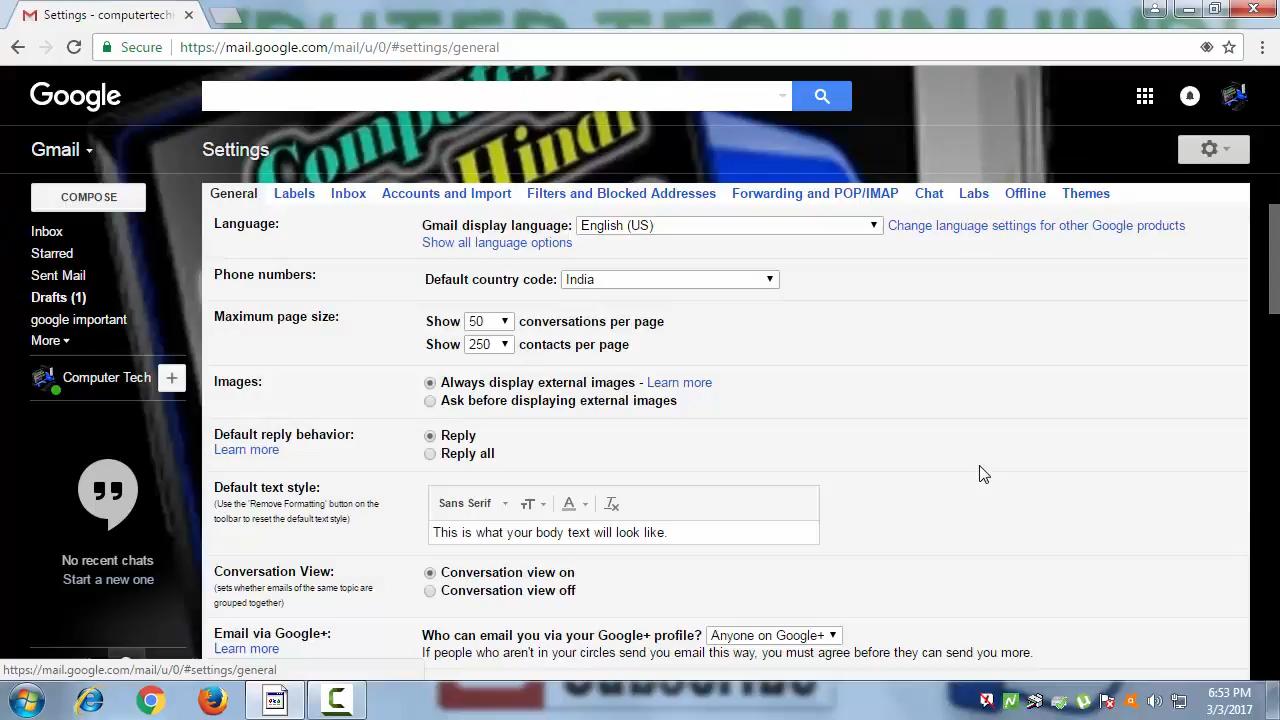 Settings - computertech
Secure https://mail.google.com/mail/u/0/#settings/general
Computer
Hindi
Google
Gmail
Settings
COMPOSE
General Labels Inbox Accounts and Import Filters and Blocked Addresses Forwarding and POP/IMAP Chat Labs Offline Themes
Inbox
Starred
Sent Mail
Drafts (1)
google important
More
Computer Tech
No recent chats
Start a new one
Language:
Gmail display language: English (US) Change language settings for other Google products
Show all language options
Phone numbers:
Default country code: India
Maximum page size:
Show 50 conversations per page
Show 250 contacts per page
Images:
Always display external images - Learn more
Ask before displaying external images
Default reply behavior:
Learn more
Reply
Reply all
Default text style:
(Use the 'Remove Formatting' button on the
toolbar to reset the default text style)
Sans Serif
This is what your body text will look like.
Conversation View:
(sets whether emails of the same topic are
grouped together)
Conversation view on
Conversation view off
Email via Google+:
Learn more
Who can email you via your Google+ profile? Anyone on Google+
If people who aren't in your circles send you email this way, you must agree before they can send you more.
https://mail.google.com/mail/u/0/#settings/general
6:53 PM
3/3/2017